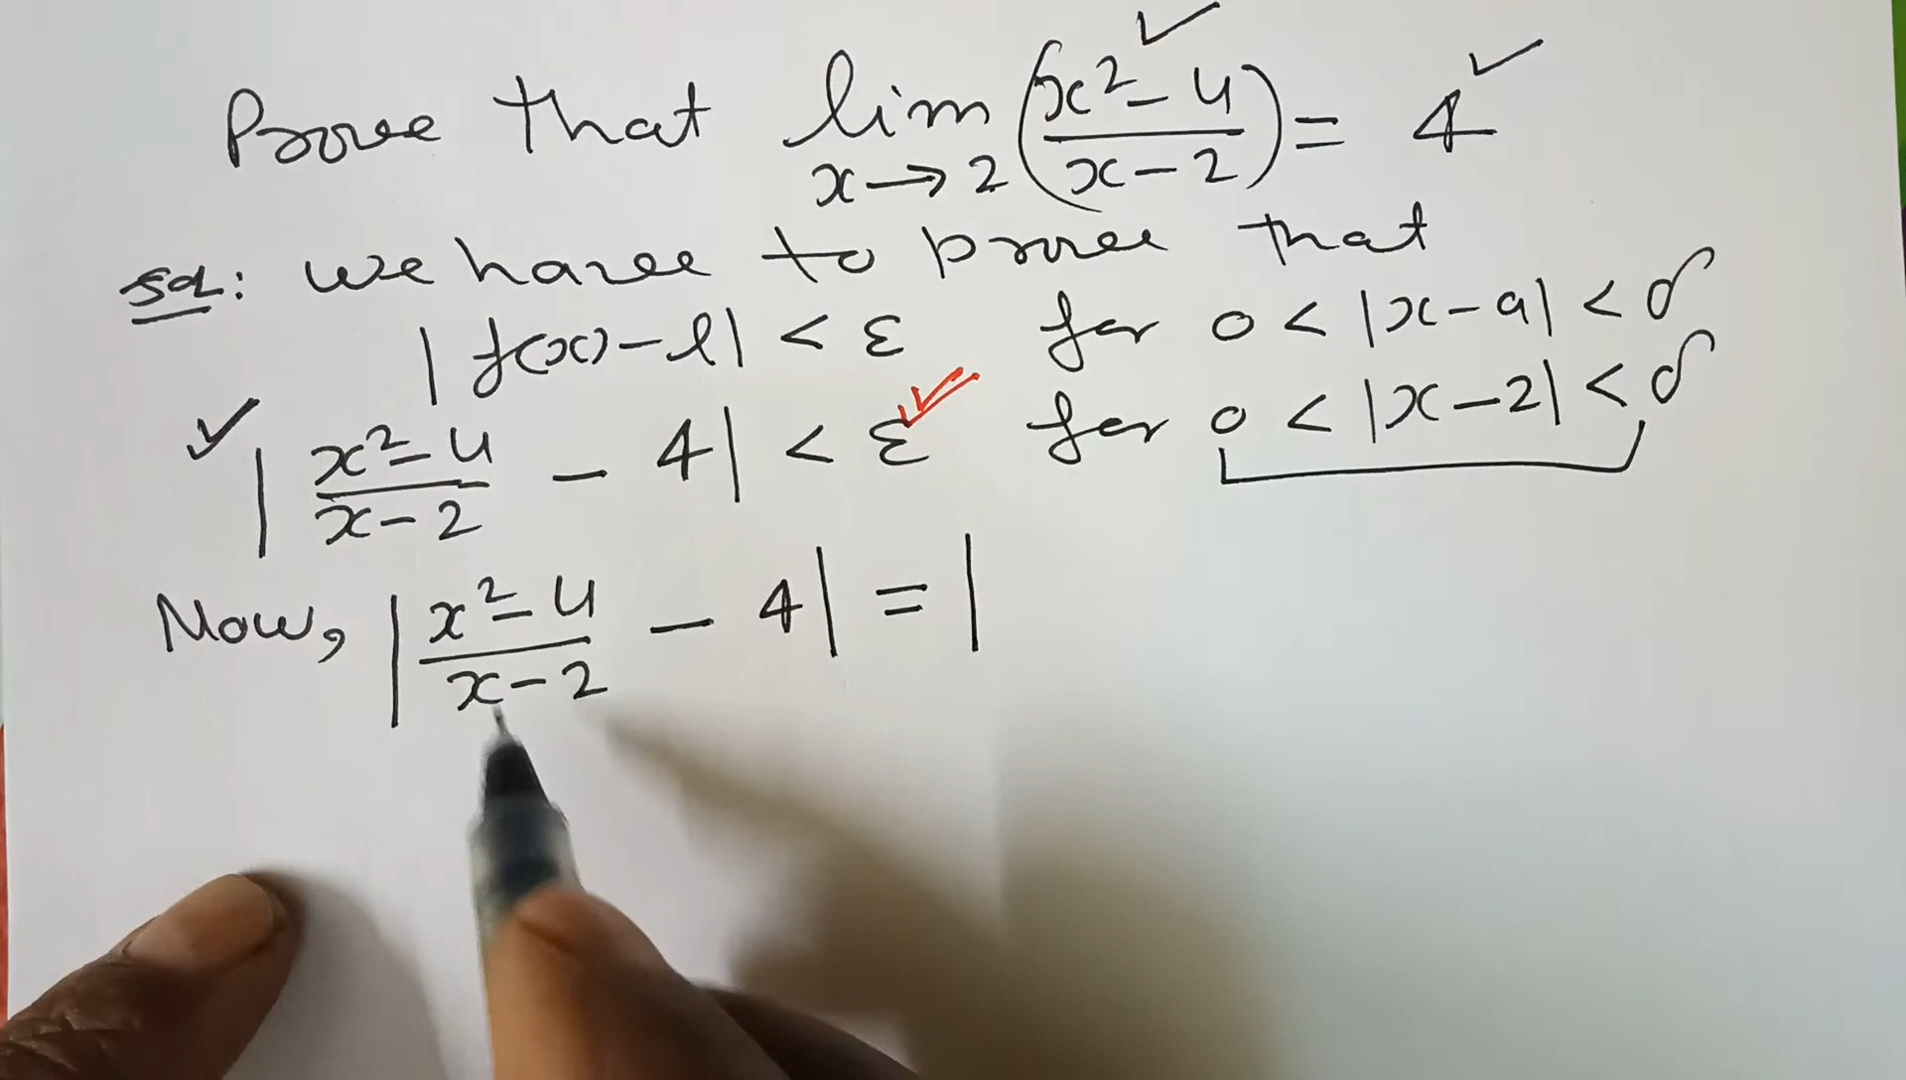 Prove that lim x→2 (x²-4 / x-2) = 4
Sol: we have to prove that
|f(x)-l| < ε for 0 < |x-a| < δ
|x²-4 / x-2 - 4| < ε for 0 < |x-2| < δ
Now, |x²-4 / x-2 - 4| = |